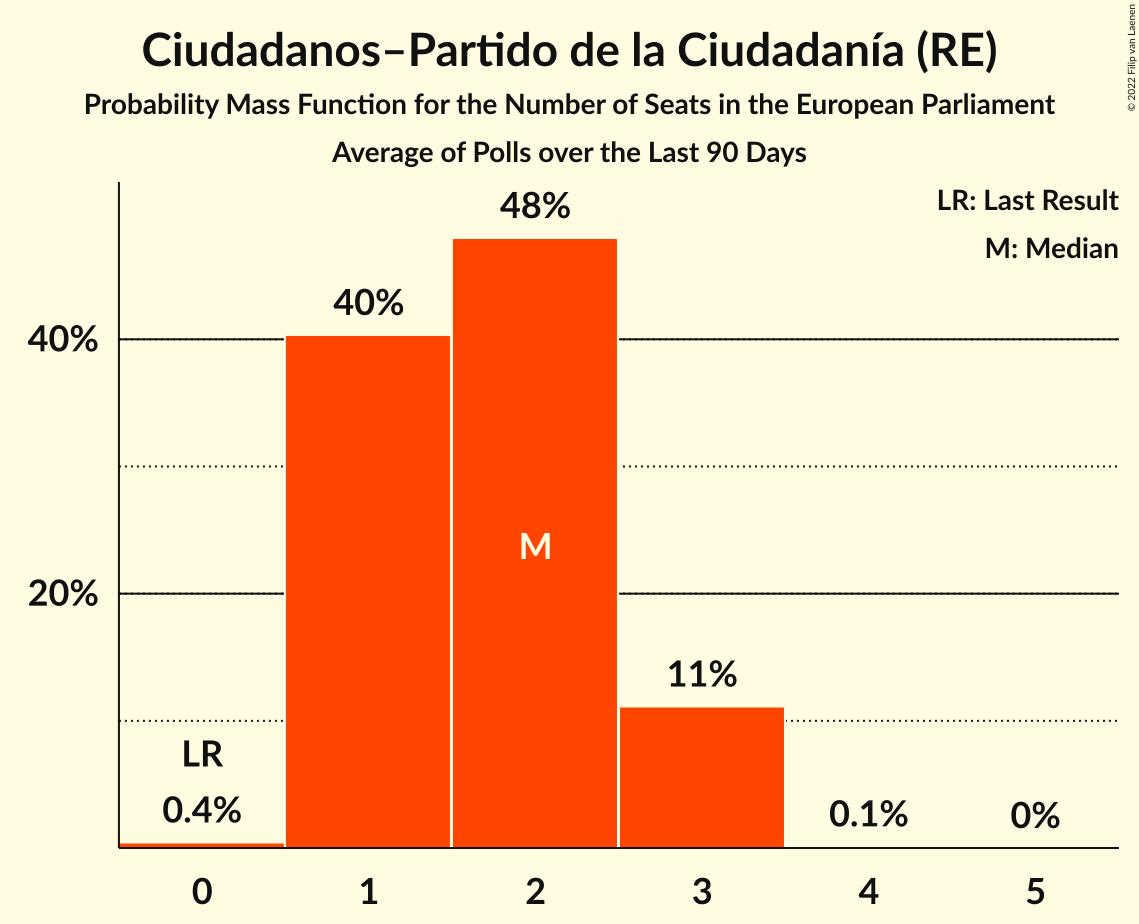 Ciudadanos–Partido de la Ciudadanía (RE)
Probability Mass Function for the Number of Seats in the European Parliament
Average of Polls over the Last 90 Days
© 2022 Filip van Laenen
LR: Last Result
M: Median
48%
40%
40%
M
20%
11%
LR
0.4%
0.1%
0%
0 1 2 3 4 5